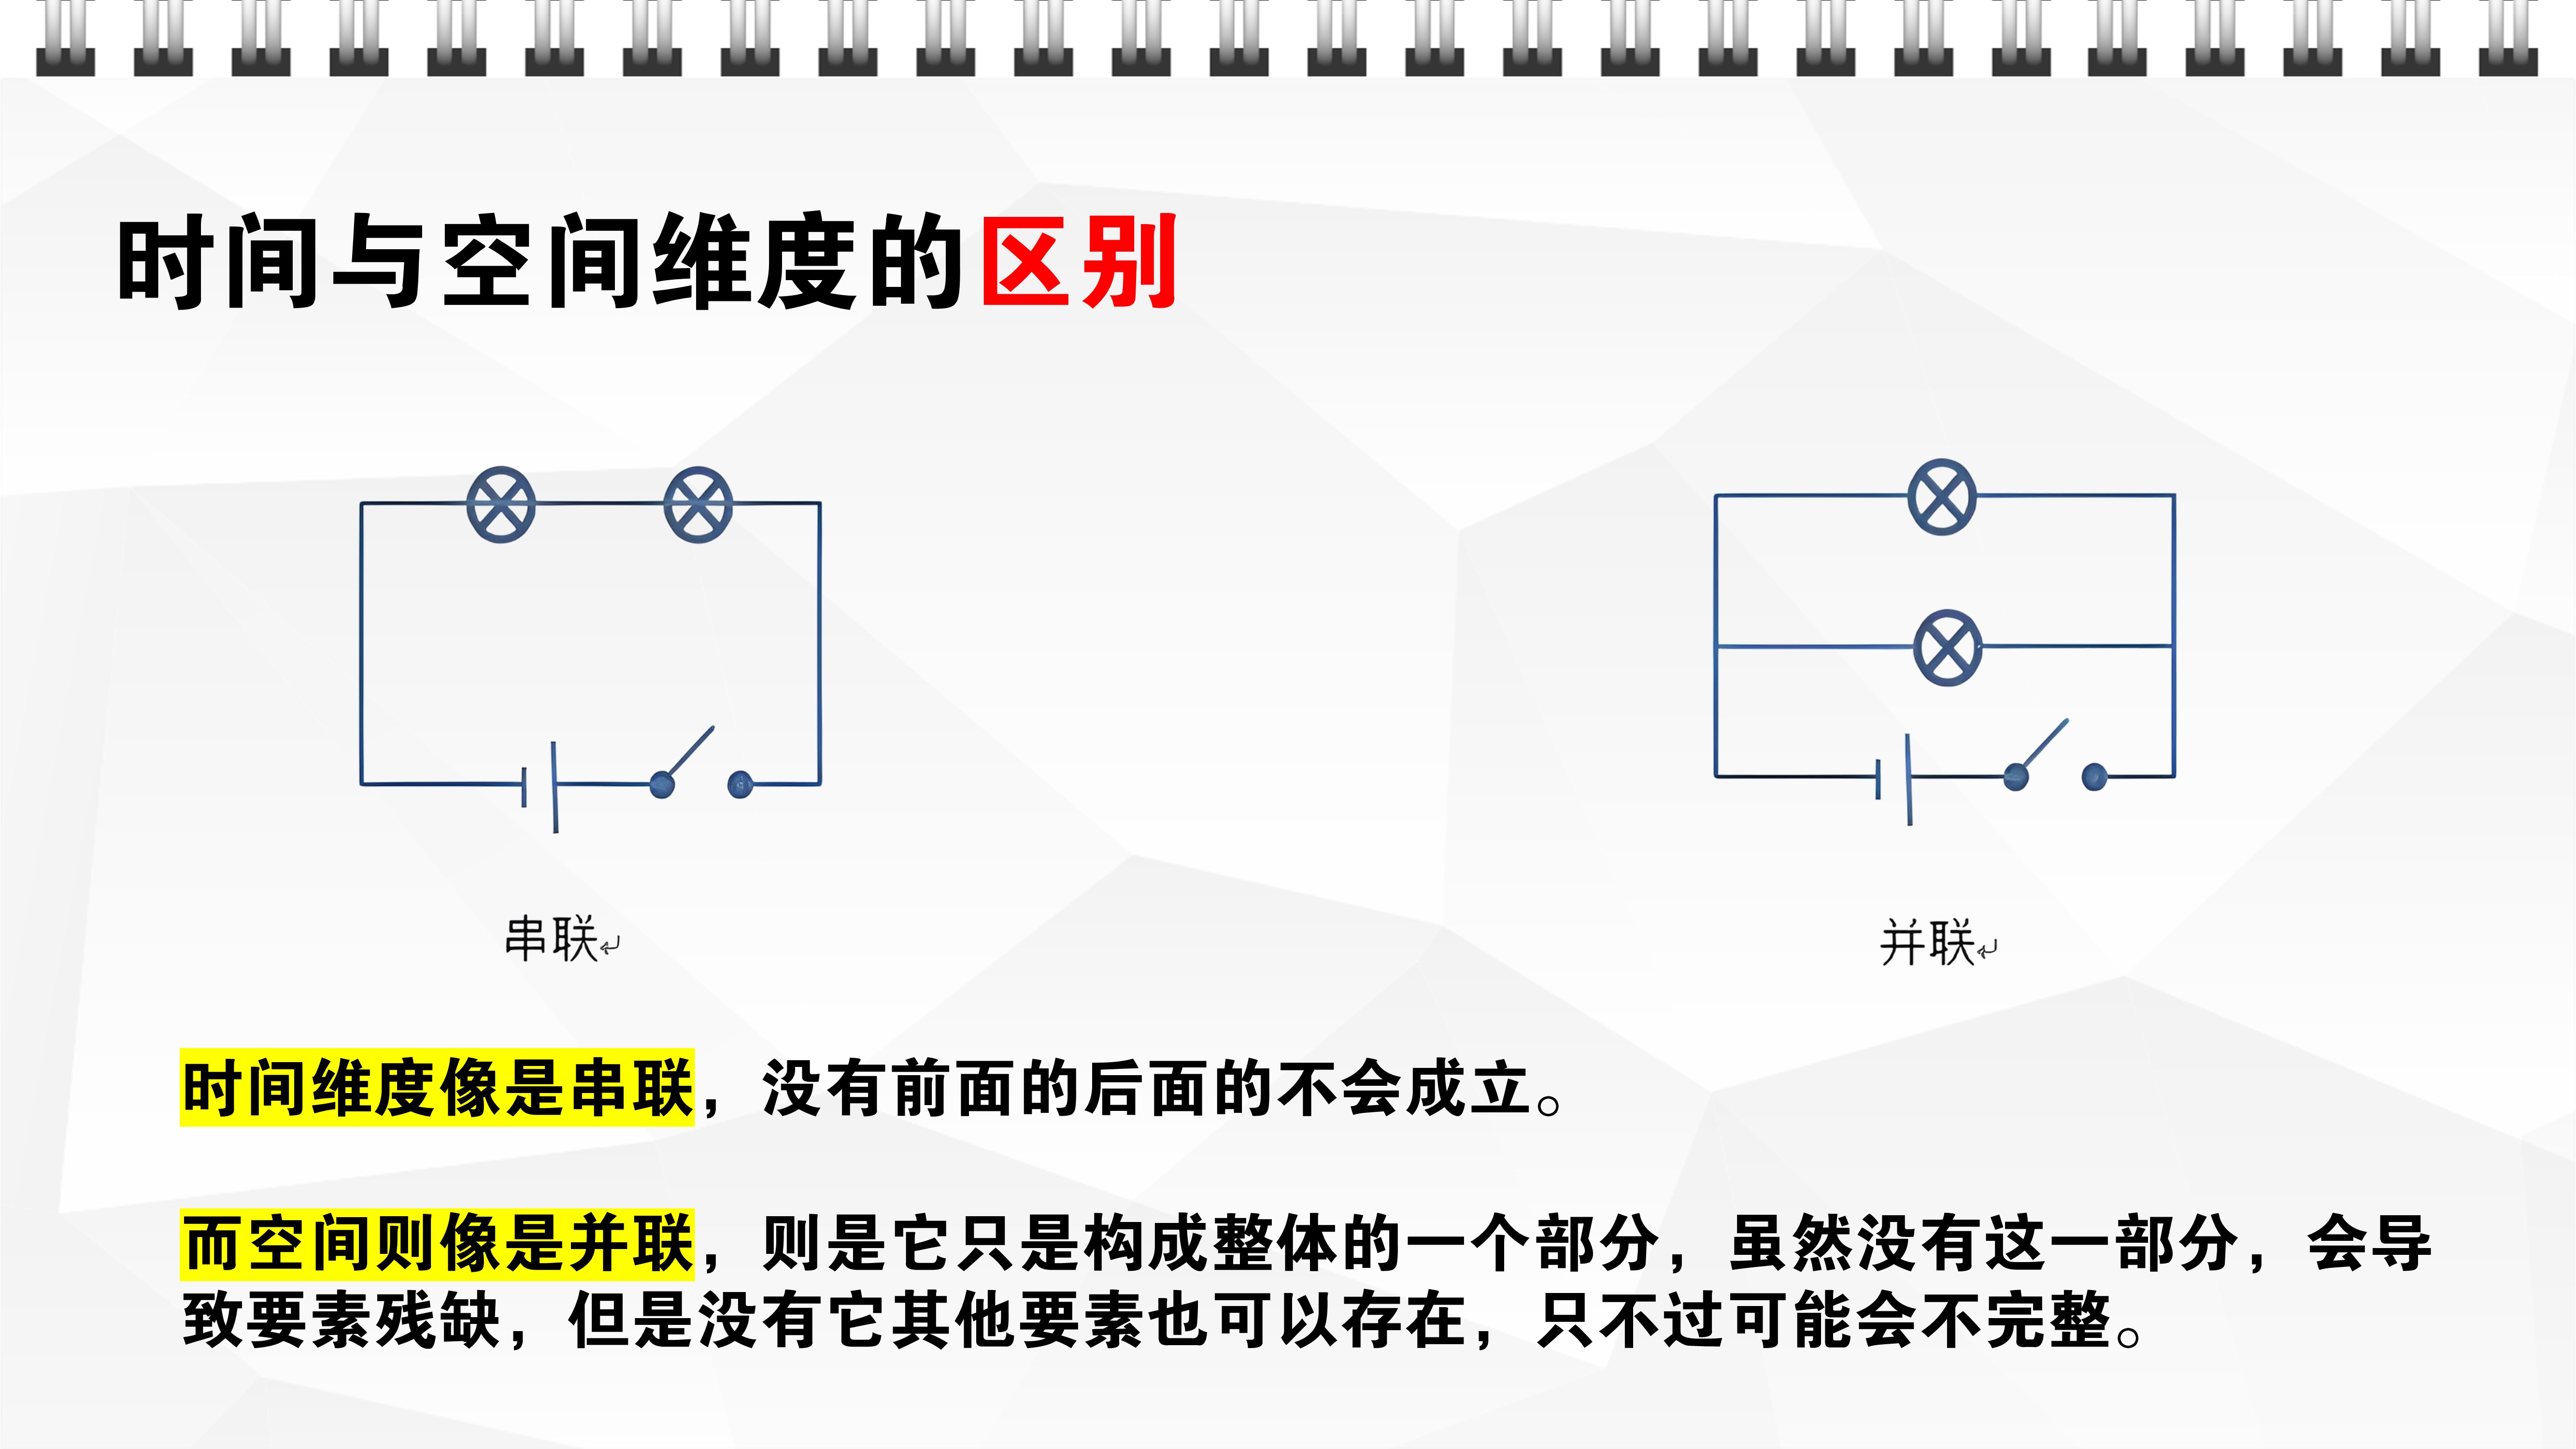 时间与空间维度的区别
串联↵
并联↵
时间维度像是串联，没有前面的后面的不会成立。
而空间则像是并联，则是它只是构成整体的一个部分，虽然没有这一部分，会导
致要素残缺，但是没有它其他要素也可以存在，只不过可能会不完整。